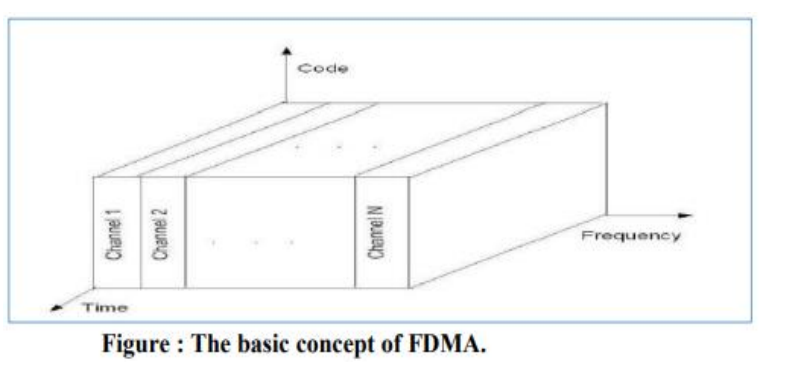 Code
Channel 1
Channel 2
Channel N
Frequency
Time
Figure : The basic concept of FDMA.